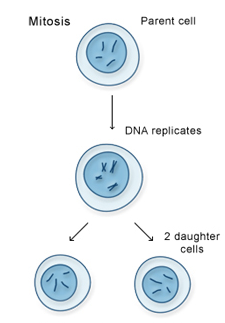 Mitosis
Parent cell
DNA replicates
2 daughter
cells